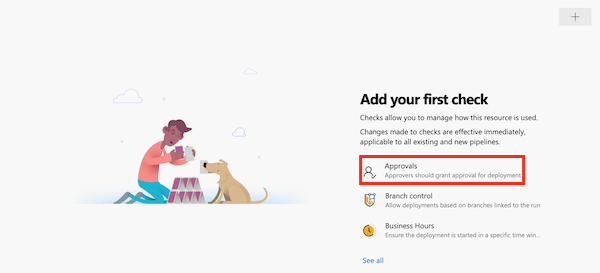 Add your first check
Checks allow you to manage how this resource is used.
Changes made to checks are effective immediately,
applicable to all existing and new pipelines.
Approvals
Approvers should grant approval for deployment
Branch control
Allow deployments based on branches linked to the run
Business Hours
Ensure the deployment is started in a specific time win...
See all